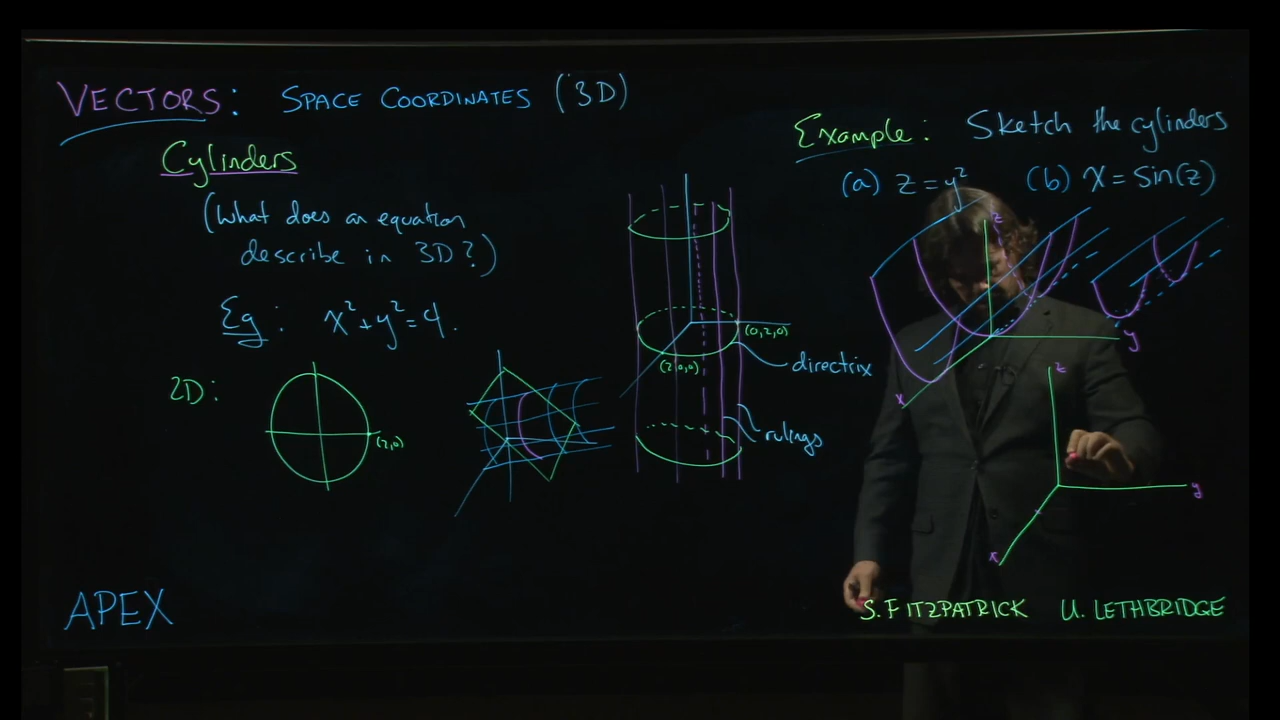 VECTORS: SPACE COORDINATES (3D)
Cylinders
(What does an equation
describe in 3D?)
Eg: x²+y²=4.
2D:
(2,0)
(0,2,0)
(2,0,0)
directrix
rulings
Example: Sketch the cylinders
(a) z=y² (b) x=sin(z)
z
y
x
z
y
x
APEX
S. FITZPATRICK U. LETHBRIDGE